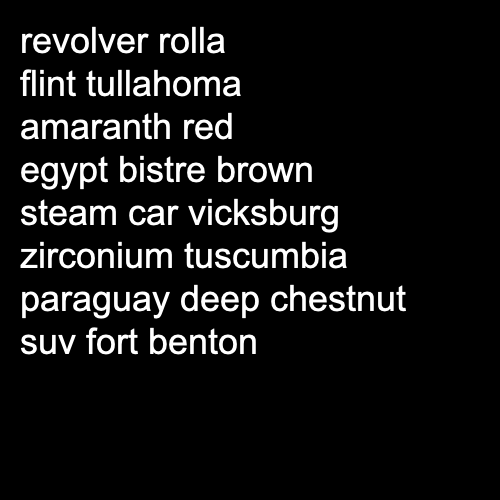 revolver rolla
flint tullahoma
amaranth red
egypt bistre brown
steam car vicksburg
zirconium tuscumbia
paraguay deep chestnut
suv fort benton